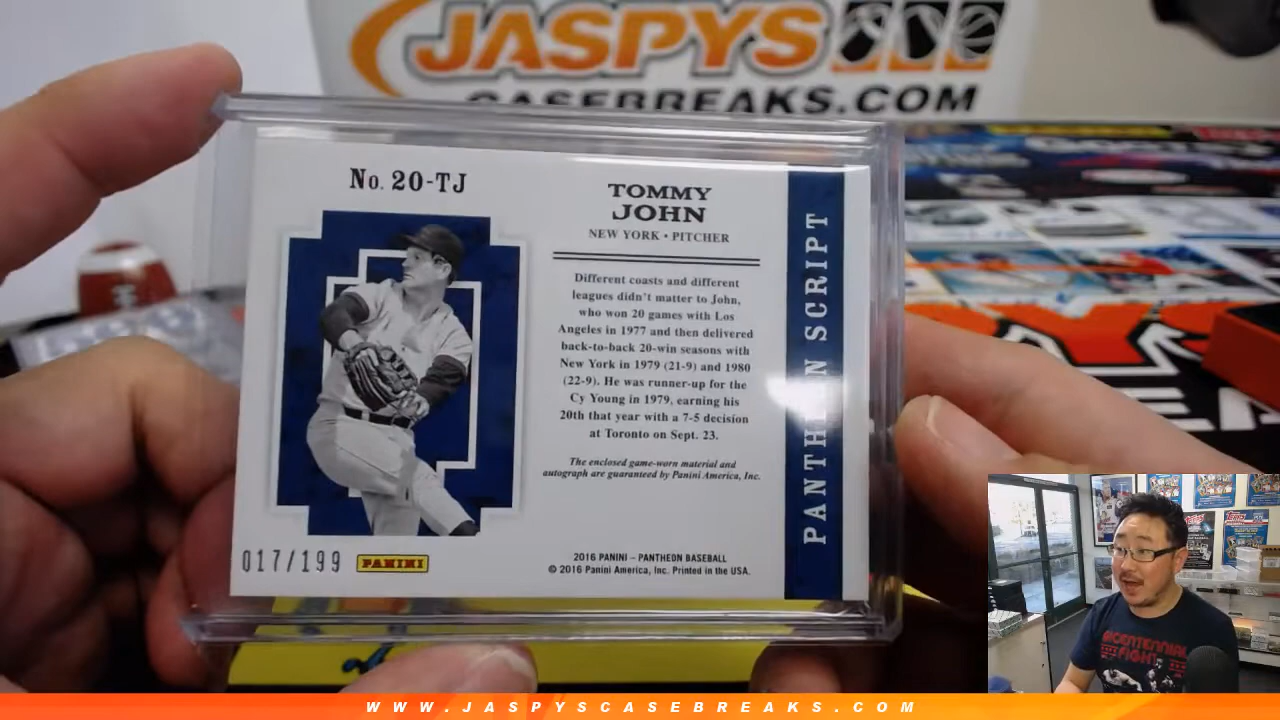 JASPYS
CASEBREAKS.COM
No. 20-TJ
TOMMY
JOHN
NEW YORK • PITCHER
Different coasts and different
leagues didn't matter to John,
who won 20 games with Los
Angeles in 1977 and then delivered
back-to-back 20-win seasons with
New York in 1979 (21-9) and 1980
(22-9). He was runner-up for the
Cy Young in 1979, earning his
20th that year with a 7-5 decision
at Toronto on Sept. 23.
The enclosed game-worn material and
autograph are guaranteed by Panini America, Inc.
2016 PANINI – PANTHEON BASEBALL
© 2016 Panini America, Inc. Printed in the USA.
017/199 PANINI
PANTHEON SCRIPT
BICENTENNIAL
FIGHT
WWW.JASPYSCASEBREAKS.COM